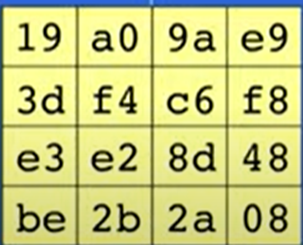 19 a0 9a e9
3d f4 c6 f8
e3 e2 8d 48
be 2b 2a 08